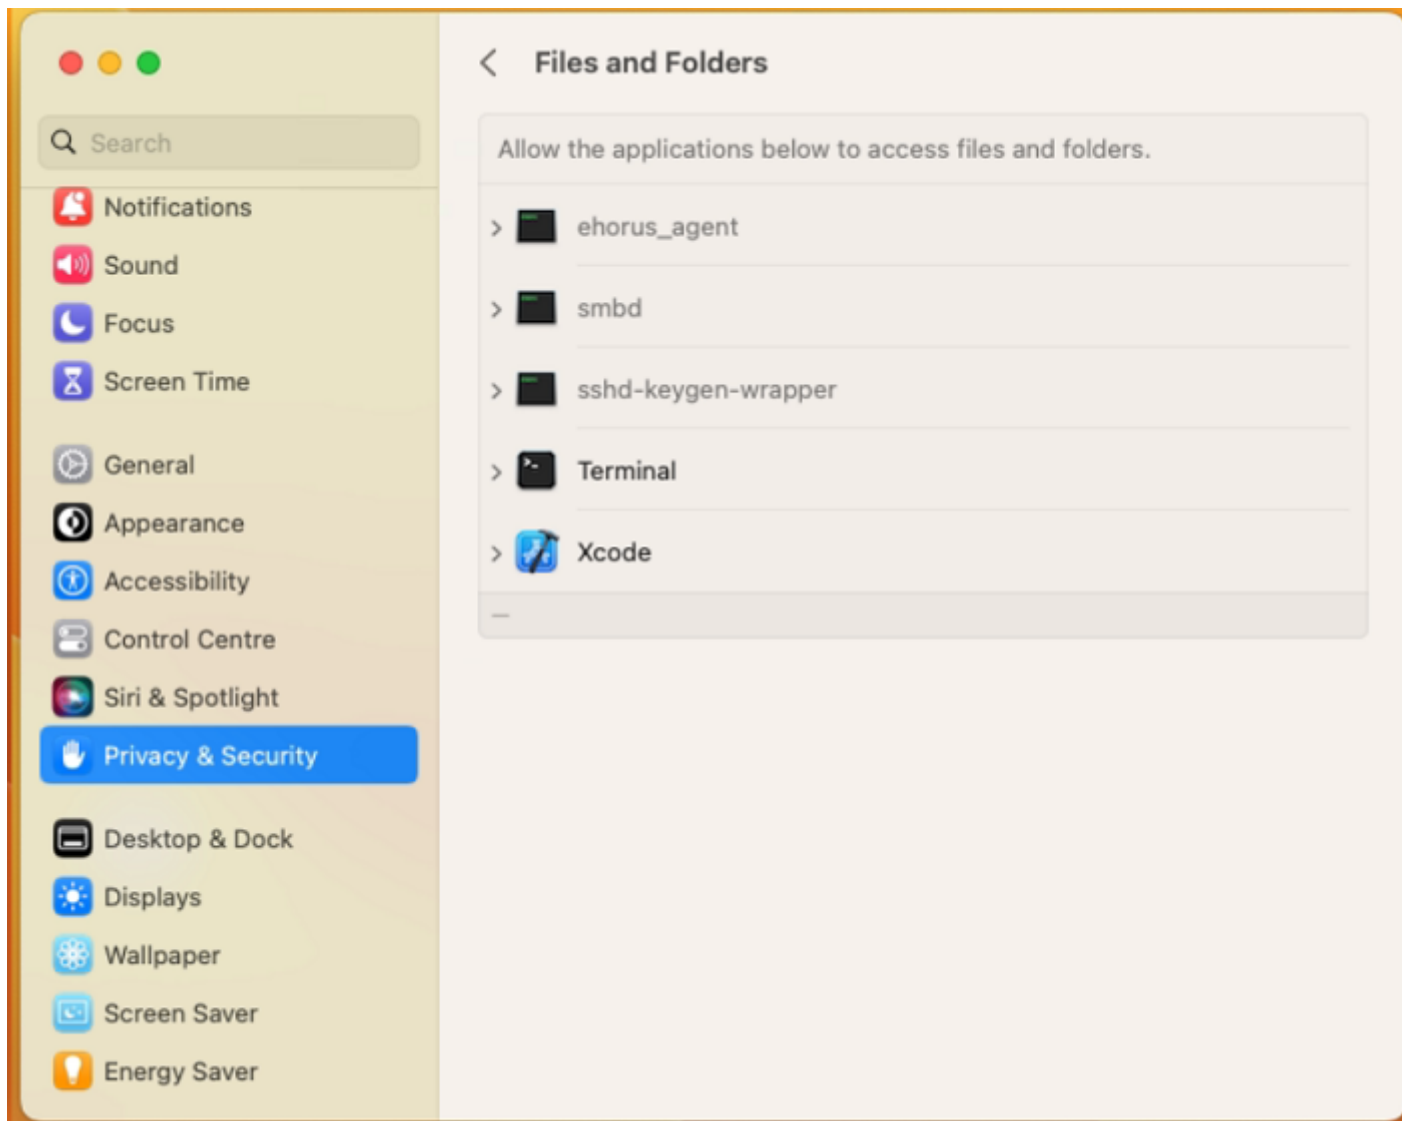 Search
Notifications
Sound
Focus
Screen Time
General
Appearance
Accessibility
Control Centre
Siri & Spotlight
Privacy & Security
Desktop & Dock
Displays
Wallpaper
Screen Saver
Energy Saver
Files and Folders
Allow the applications below to access files and folders.
ehorus_agent
smbd
sshd-keygen-wrapper
Terminal
Xcode